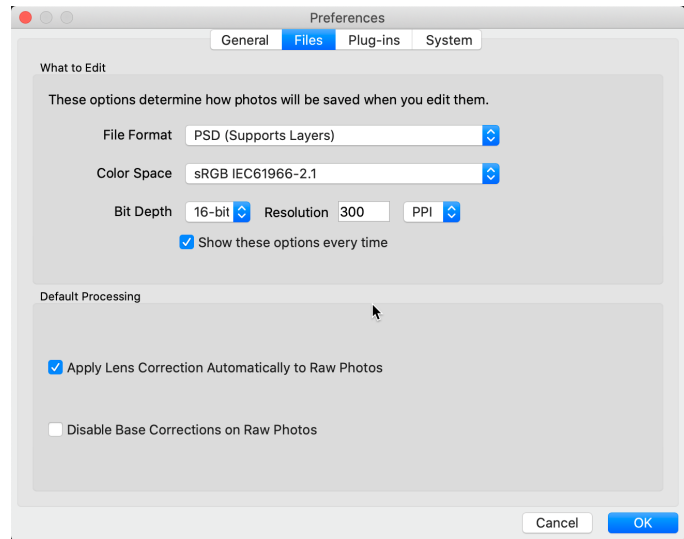 Preferences
General Files Plug-ins System
What to Edit
These options determine how photos will be saved when you edit them.
File Format PSD (Supports Layers)
Color Space sRGB IEC61966-2.1
Bit Depth 16-bit Resolution 300 PPI
Show these options every time
Default Processing
Apply Lens Correction Automatically to Raw Photos
Disable Base Corrections on Raw Photos
Cancel OK